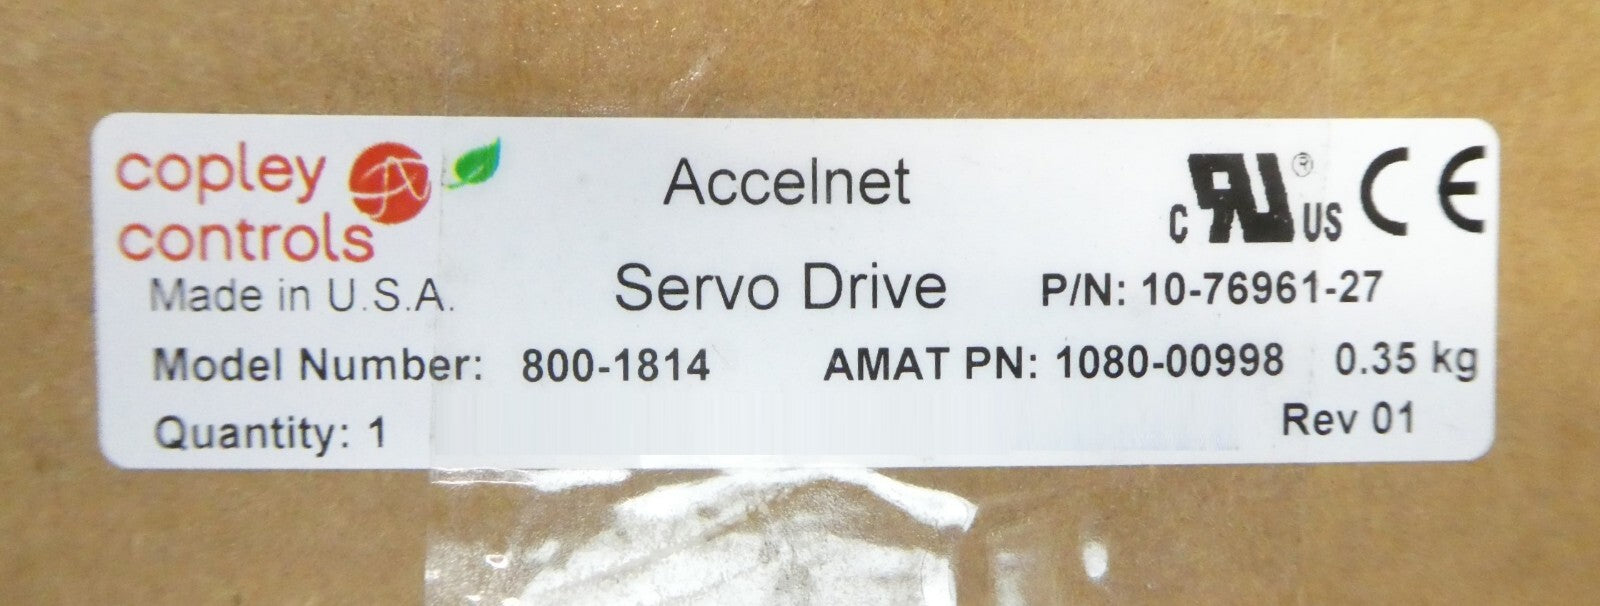 copley
controls
Made in U.S.A.
Accelnet
Servo Drive
c RU ® US CE
P/N: 10-76961-27
Model Number: 800-1814
AMAT PN: 1080-00998 0.35 kg
Quantity: 1
Rev 01